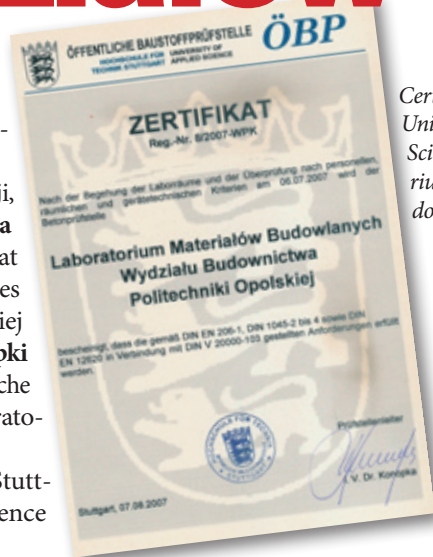 ÖFFENTLICHE BAUSTOFFPRÜFSTELLE
HOCHSCHULE FÜR UNIVERSITY OF
TECHNIK STUTTGART APPLIED SCIENCE
ÖBP
ZERTIFIKAT
Reg.-Nr. 8/2007-WPK
Nach der Begehung der Laborräume und der Überprüfung nach personellen,
räumlichen und gerätetechnischen Kriterien am 06.07.2007 wird der
Betonprüfstelle
Laboratorium Materiałów Budowlanych
Wydziału Budownictwa
Politechniki Opolskiej
bescheinigt, dass die gemäß DIN EN 206-1, DIN 1045-2 bis 4 sowie DIN
EN 12620 in Verbindung mit DIN V 20000-103 gestellten Anforderungen erfüllt
werden.
Prüfstellenleiter
i. V. Dr. Konopka
Stuttgart, 07.08.2007
ji,
a
at
es
iej
pki
che
rato-
Stutt-
ence
Cert
Uni
Sci
riu
do